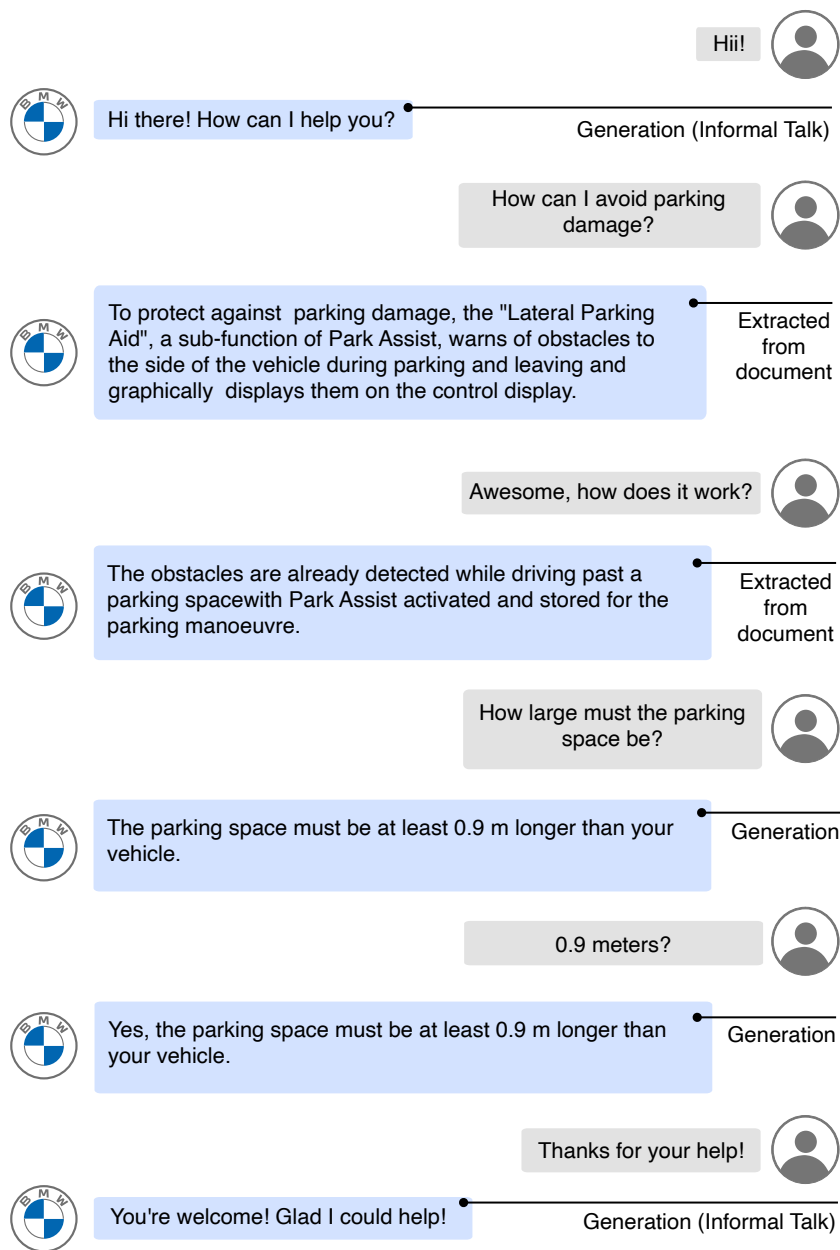 Hii!
BMW
Hi there! How can I help you?
Generation (Informal Talk)
How can I avoid parking
damage?
BMW
To protect against  parking damage, the "Lateral Parking
Aid", a sub-function of Park Assist, warns of obstacles to
the side of the vehicle during parking and leaving and
graphically  displays them on the control display.
Extracted
from
document
Awesome, how does it work?
BMW
The obstacles are already detected while driving past a
parking spacewith Park Assist activated and stored for the
parking manoeuvre.
Extracted
from
document
How large must the parking
space be?
BMW
The parking space must be at least 0.9 m longer than your
vehicle.
Generation
0.9 meters?
BMW
Yes, the parking space must be at least 0.9 m longer than
your vehicle.
Generation
Thanks for your help!
BMW
You're welcome! Glad I could help!
Generation (Informal Talk)